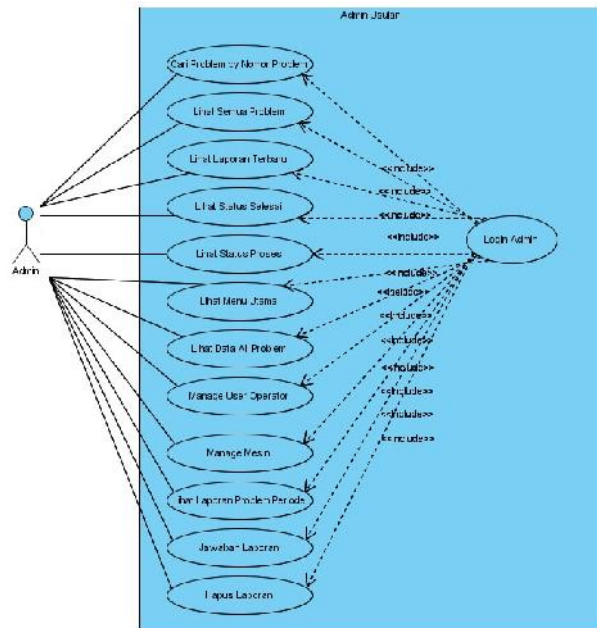 Admin Usulan
Cari Problem by Nomor Problem
Lihat Semua Problem
Lihat Laporan Terbaru
<<include>>
<<include>>
Lihat Status Selesai
<<include>>
<<include>>
Login Admin
Lihat Status Proses
Admin
<<include>>
Lihat Menu Utama
<<include>>
<<include>>
Lihat Data All Problem
<<include>>
<<include>>
Manage User Operator
<<include>>
<<include>>
<<include>>
Manage Mesin
Lihat Laporan Problem Periode
Jawaban Laporan
Hapus Laporan